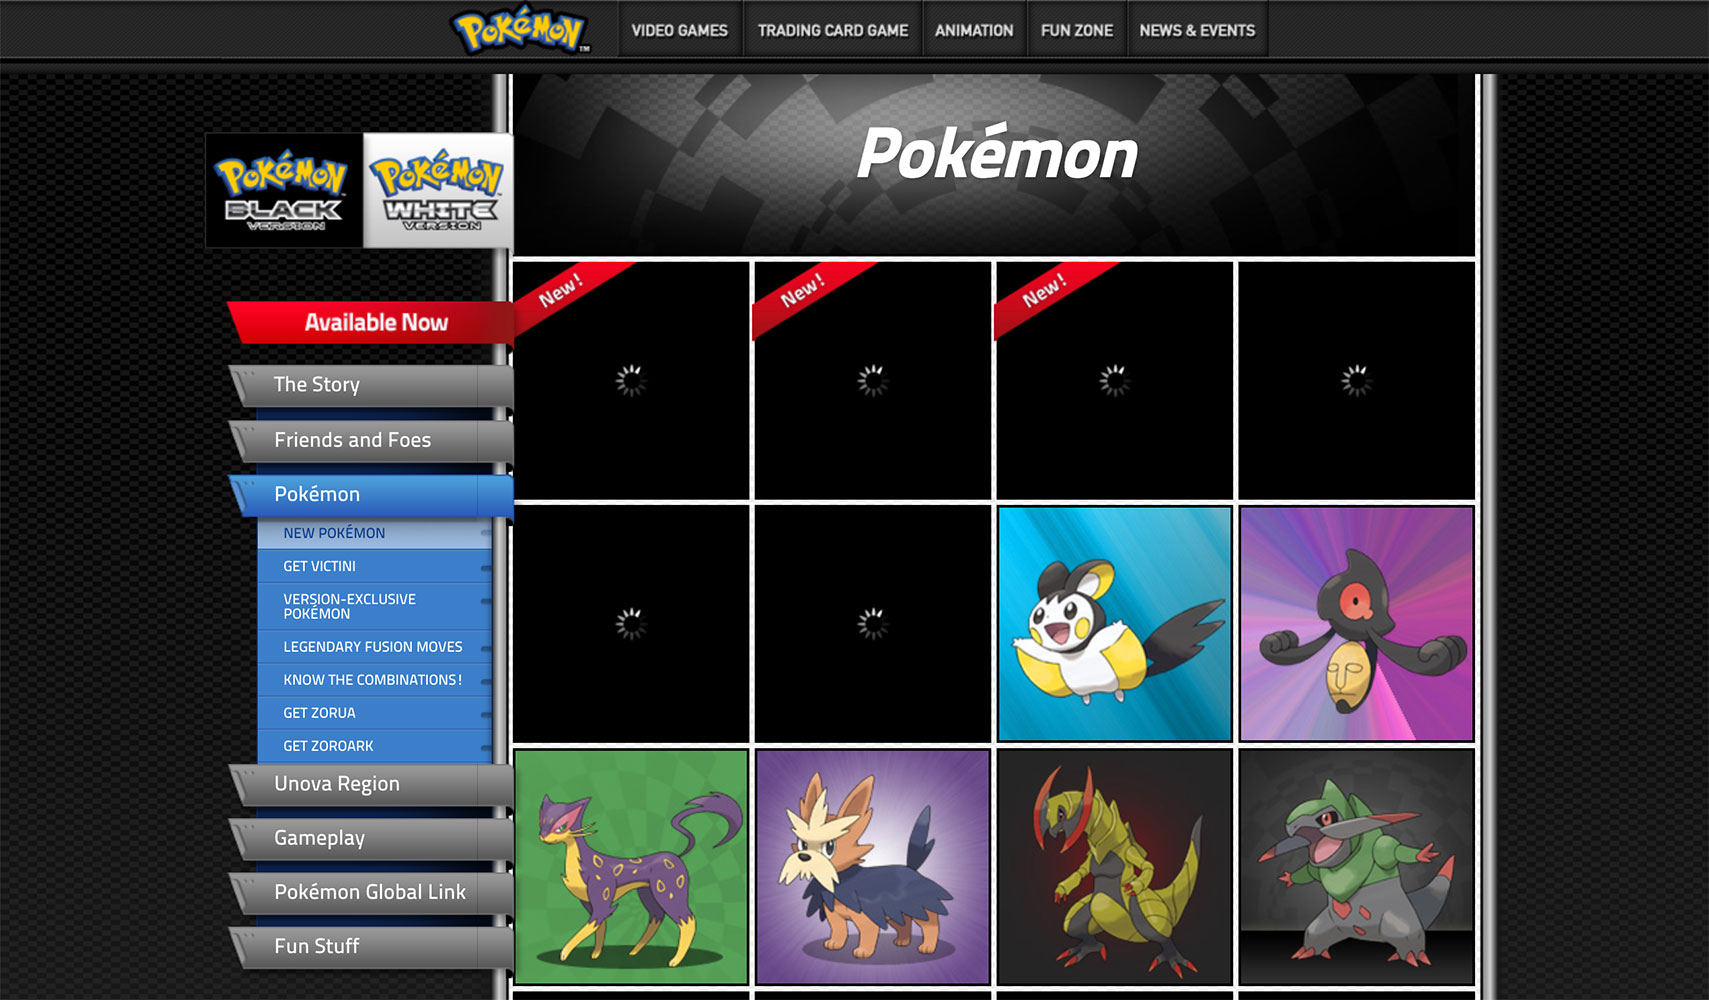 Pokémon™
VIDEO GAMES
TRADING CARD GAME
ANIMATION
FUN ZONE
NEWS & EVENTS
Pokémon
POKéMON
BLACK
VERSION
POKéMON
WHITE
VERSION
Available Now
The Story
Friends and Foes
Pokémon
NEW POKÉMON
GET VICTINI
VERSION-EXCLUSIVE
POKÉMON
LEGENDARY FUSION MOVES
KNOW THE COMBINATIONS!
GET ZORUA
GET ZOROARK
Unova Region
Gameplay
Pokémon Global Link
Fun Stuff
New!
New!
New!